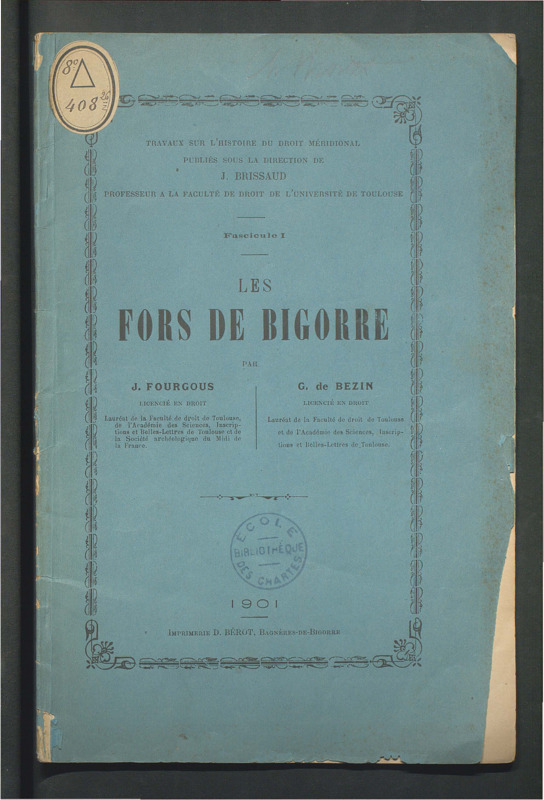 8º
408
TRAVAUX SUR L'HISTOIRE DU DROIT MÉRIDIONAL
PUBLIÉS SOUS LA DIRECTION DE
J. BRISSAUD
PROFESSEUR A LA FACULTÉ DE DROIT DE L'UNIVERSITÉ DE TOULOUSE
Fascicule I
LES
FORS DE BIGORRE
PAR
J. FOURGOUS
LICENCIÉ EN DROIT
Lauréat de la Faculté de droit de Toulouse,
de l'Académie des Sciences, Inscrip-
tions et Belles-Lettres de Toulouse et de
la Société archéologique du Midi de
la France.
G. de BEZIN
LICENCIÉ EN DROIT
Lauréat de la Faculté de droit de Toulouse
et de l'Académie des Sciences, Inscrip-
tions et Belles-Lettres de Toulouse.
ÉCOLE
BIBLIOTHÈQUE
DES CHARTES
1901
IMPRIMERIE D. BÉROT, BAGNÈRES-DE-BIGORRE